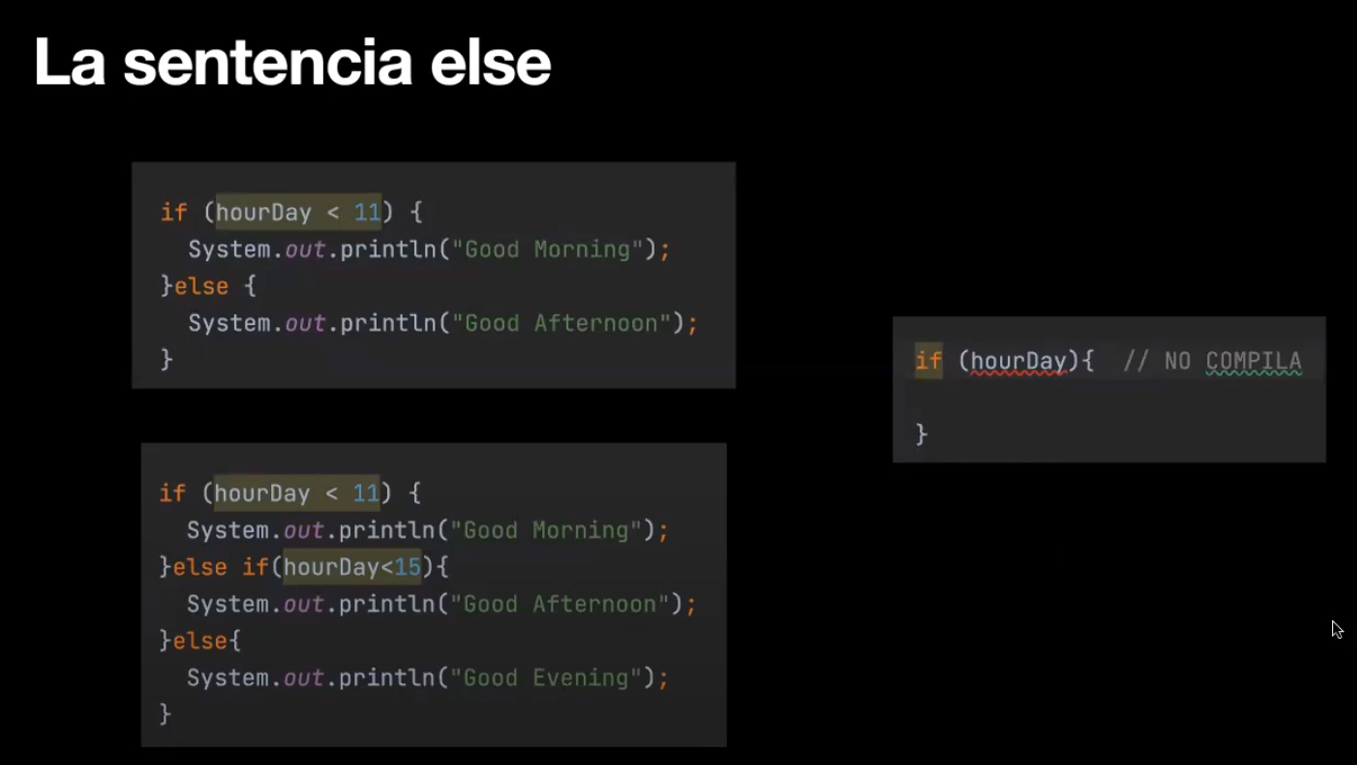 La sentencia else
if (hourDay < 11) {
  System.out.println("Good Morning");
}else {
  System.out.println("Good Afternoon");
}
if (hourDay < 11) {
  System.out.println("Good Morning");
}else if(hourDay<15){
  System.out.println("Good Afternoon");
}else{
  System.out.println("Good Evening");
}
if (hourDay){  // NO COMPILA
}